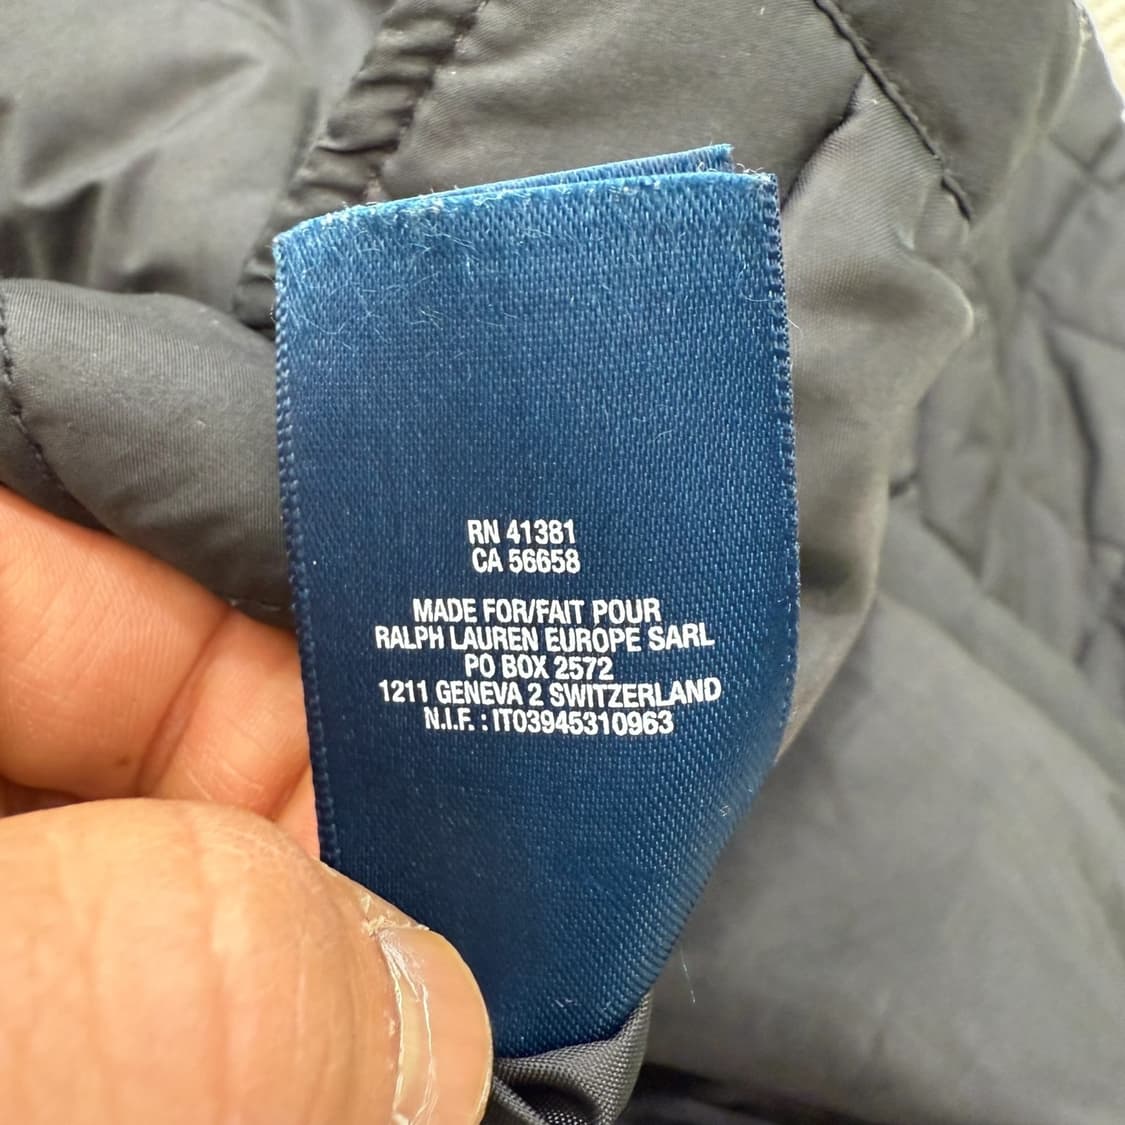 RN 41381
CA 56658
MADE FOR/FAIT POUR
RALPH LAUREN EUROPE SARL
PO BOX 2572
1211 GENEVA 2 SWITZERLAND
N.I.F. : IT03945310963